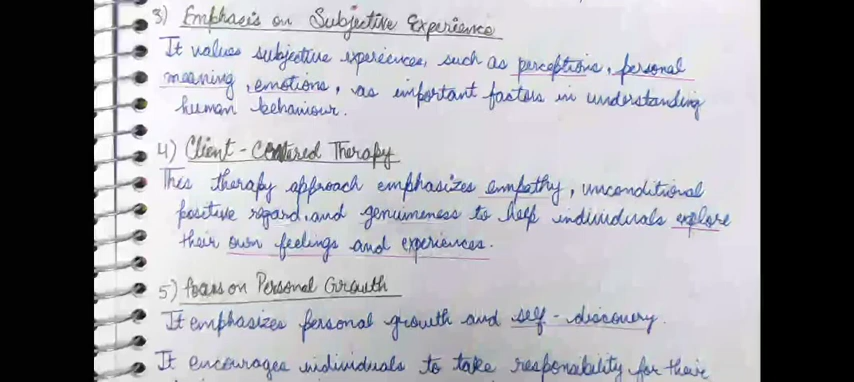 3) Emphasis on Subjective Experience
It values subjective experiences, such as perceptions, personal
meaning, emotions, as important factors in understanding
human behaviour.
4) Client-Centered Therapy
This therapy approach emphasizes empathy, unconditional
positive regard, and genuineness to help individuals explore
their own feelings and experiences.
5) Focus on Personal Growth
It emphasizes personal growth and self-discovery.
It encourages individuals to take responsibility for their